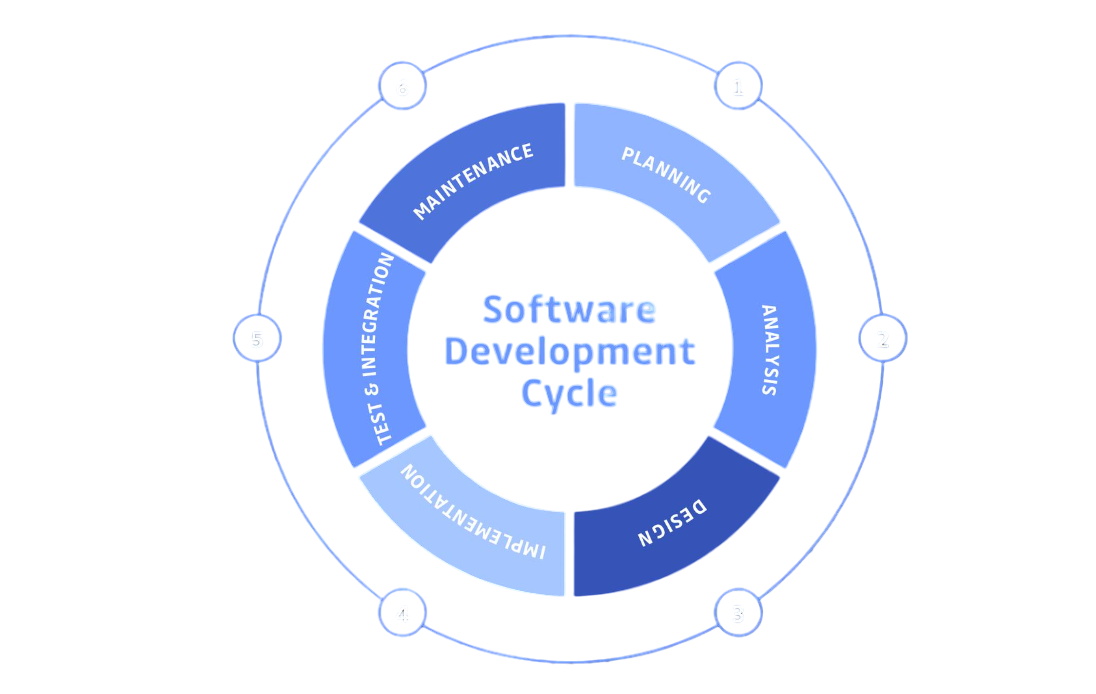 Software
Development
Cycle
1
PLANNING
2
ANALYSIS
3
DESIGN
4
IMPLEMENTATION
5
TEST & INTEGRATION
6
MAINTENANCE